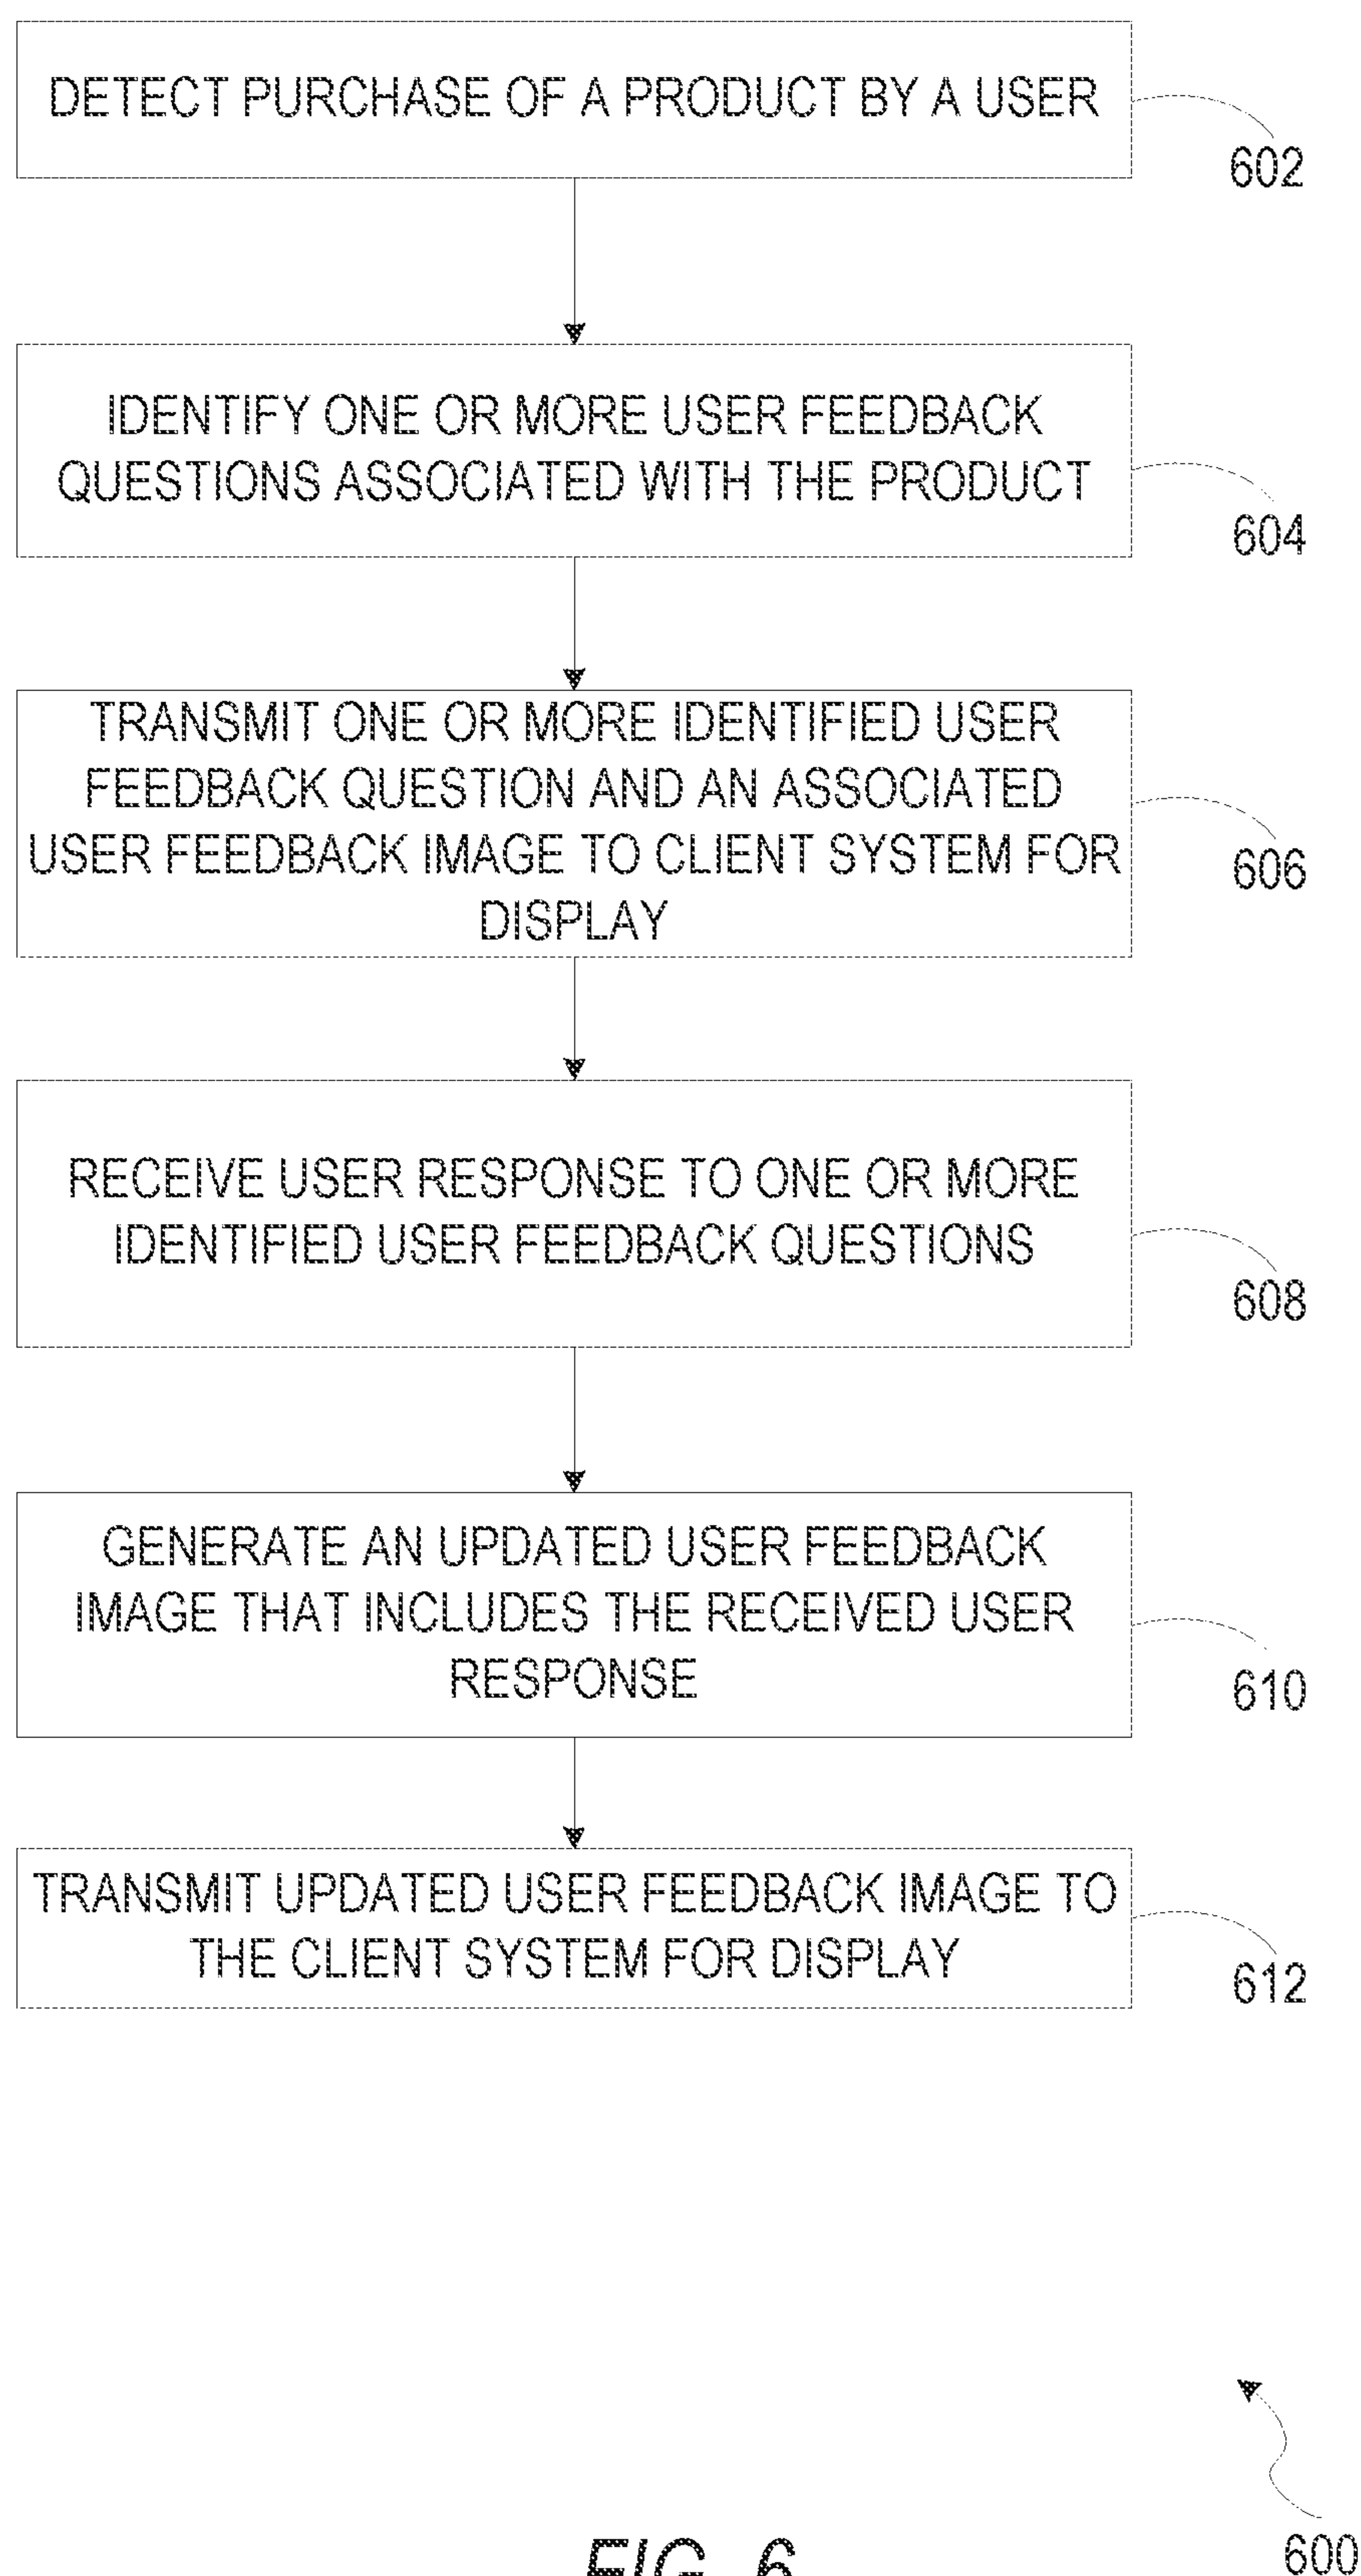 DETECT PURCHASE OF A PRODUCT BY A USER
602
IDENTIFY ONE OR MORE USER FEEDBACK
QUESTIONS ASSOCIATED WITH THE PRODUCT
604
TRANSMIT ONE OR MORE IDENTIFIED USER
FEEDBACK QUESTION AND AN ASSOCIATED
USER FEEDBACK IMAGE TO CLIENT SYSTEM FOR
DISPLAY
606
RECEIVE USER RESPONSE TO ONE OR MORE
IDENTIFIED USER FEEDBACK QUESTIONS
608
GENERATE AN UPDATED USER FEEDBACK
IMAGE THAT INCLUDES THE RECEIVED USER
RESPONSE
610
TRANSMIT UPDATED USER FEEDBACK IMAGE TO
THE CLIENT SYSTEM FOR DISPLAY
612
600
FIG. 6